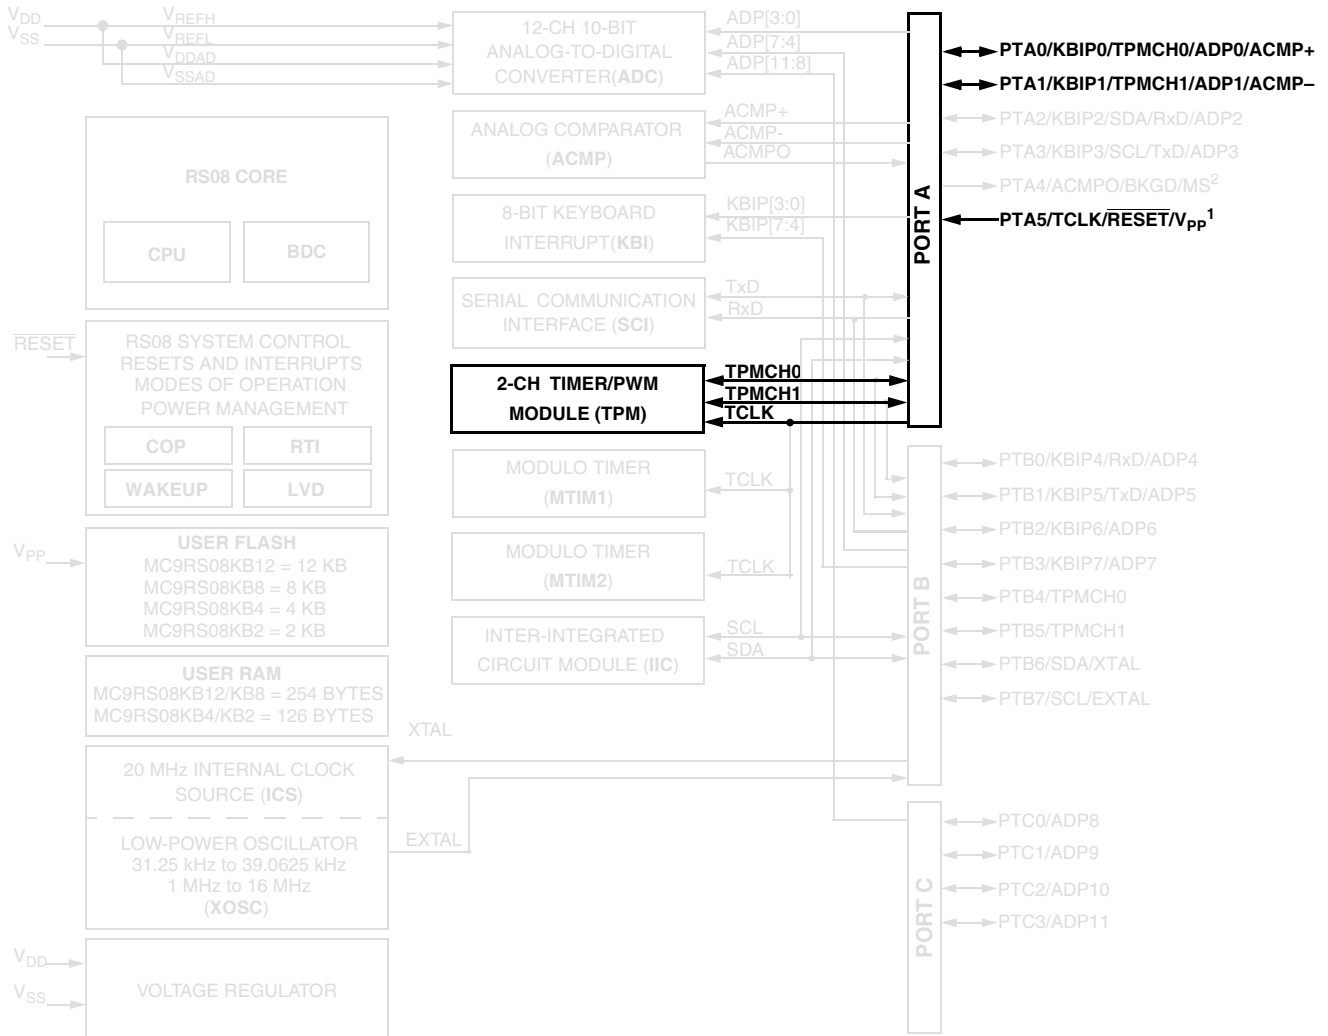 V_DD
V_SS
V_REFH
V_REFL
V_DDAD
V_SSAD
12-CH 10-BIT
ANALOG-TO-DIGITAL
CONVERTER(ADC)
ADP[3:0]
ADP[7:4]
ADP[11:8]
ANALOG COMPARATOR
(ACMP)
ACMP+
ACMP-
ACMPO
8-BIT KEYBOARD
INTERRUPT(KBI)
KBIP[3:0]
KBIP[7:4]
SERIAL COMMUNICATION
INTERFACE (SCI)
TxD
RxD
2-CH TIMER/PWM
MODULE (TPM)
TPMCH0
TPMCH1
TCLK
MODULO TIMER
(MTIM1)
TCLK
MODULO TIMER
(MTIM2)
TCLK
INTER-INTEGRATED
CIRCUIT MODULE (IIC)
SCL
SDA
RS08 CORE
CPU
BDC
RESET
RS08 SYSTEM CONTROL
RESETS AND INTERRUPTS
MODES OF OPERATION
POWER MANAGEMENT
COP
RTI
WAKEUP
LVD
V_PP
USER FLASH
MC9RS08KB12 = 12 KB
MC9RS08KB8 = 8 KB
MC9RS08KB4 = 4 KB
MC9RS08KB2 = 2 KB
USER RAM
MC9RS08KB12/KB8 = 254 BYTES
MC9RS08KB4/KB2 = 126 BYTES
XTAL
20 MHz INTERNAL CLOCK
SOURCE (ICS)
EXTAL
LOW-POWER OSCILLATOR
31.25 kHz to 39.0625 kHz
1 MHz to 16 MHz
(XOSC)
V_DD
V_SS
VOLTAGE REGULATOR
PORT A
PTA0/KBIP0/TPMCH0/ADP0/ACMP+
PTA1/KBIP1/TPMCH1/ADP1/ACMP–
PTA2/KBIP2/SDA/RxD/ADP2
PTA3/KBIP3/SCL/TxD/ADP3
PTA4/ACMPO/BKGD/MS²
PTA5/TCLK/RESET/V_PP¹
PORT B
PTB0/KBIP4/RxD/ADP4
PTB1/KBIP5/TxD/ADP5
PTB2/KBIP6/ADP6
PTB3/KBIP7/ADP7
PTB4/TPMCH0
PTB5/TPMCH1
PTB6/SDA/XTAL
PTB7/SCL/EXTAL
PORT C
PTC0/ADP8
PTC1/ADP9
PTC2/ADP10
PTC3/ADP11